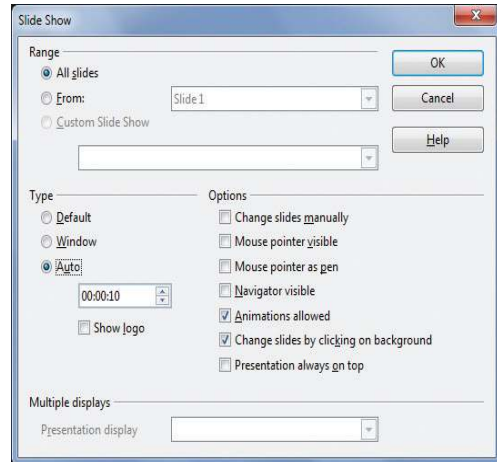 Slide Show
Range
All slides
From:
Slide 1
Custom Slide Show
OK
Cancel
Help
Type
Default
Window
Auto
00:00:10
Show logo
Options
Change slides manually
Mouse pointer visible
Mouse pointer as pen
Navigator visible
Animations allowed
Change slides by clicking on background
Presentation always on top
Multiple displays
Presentation display